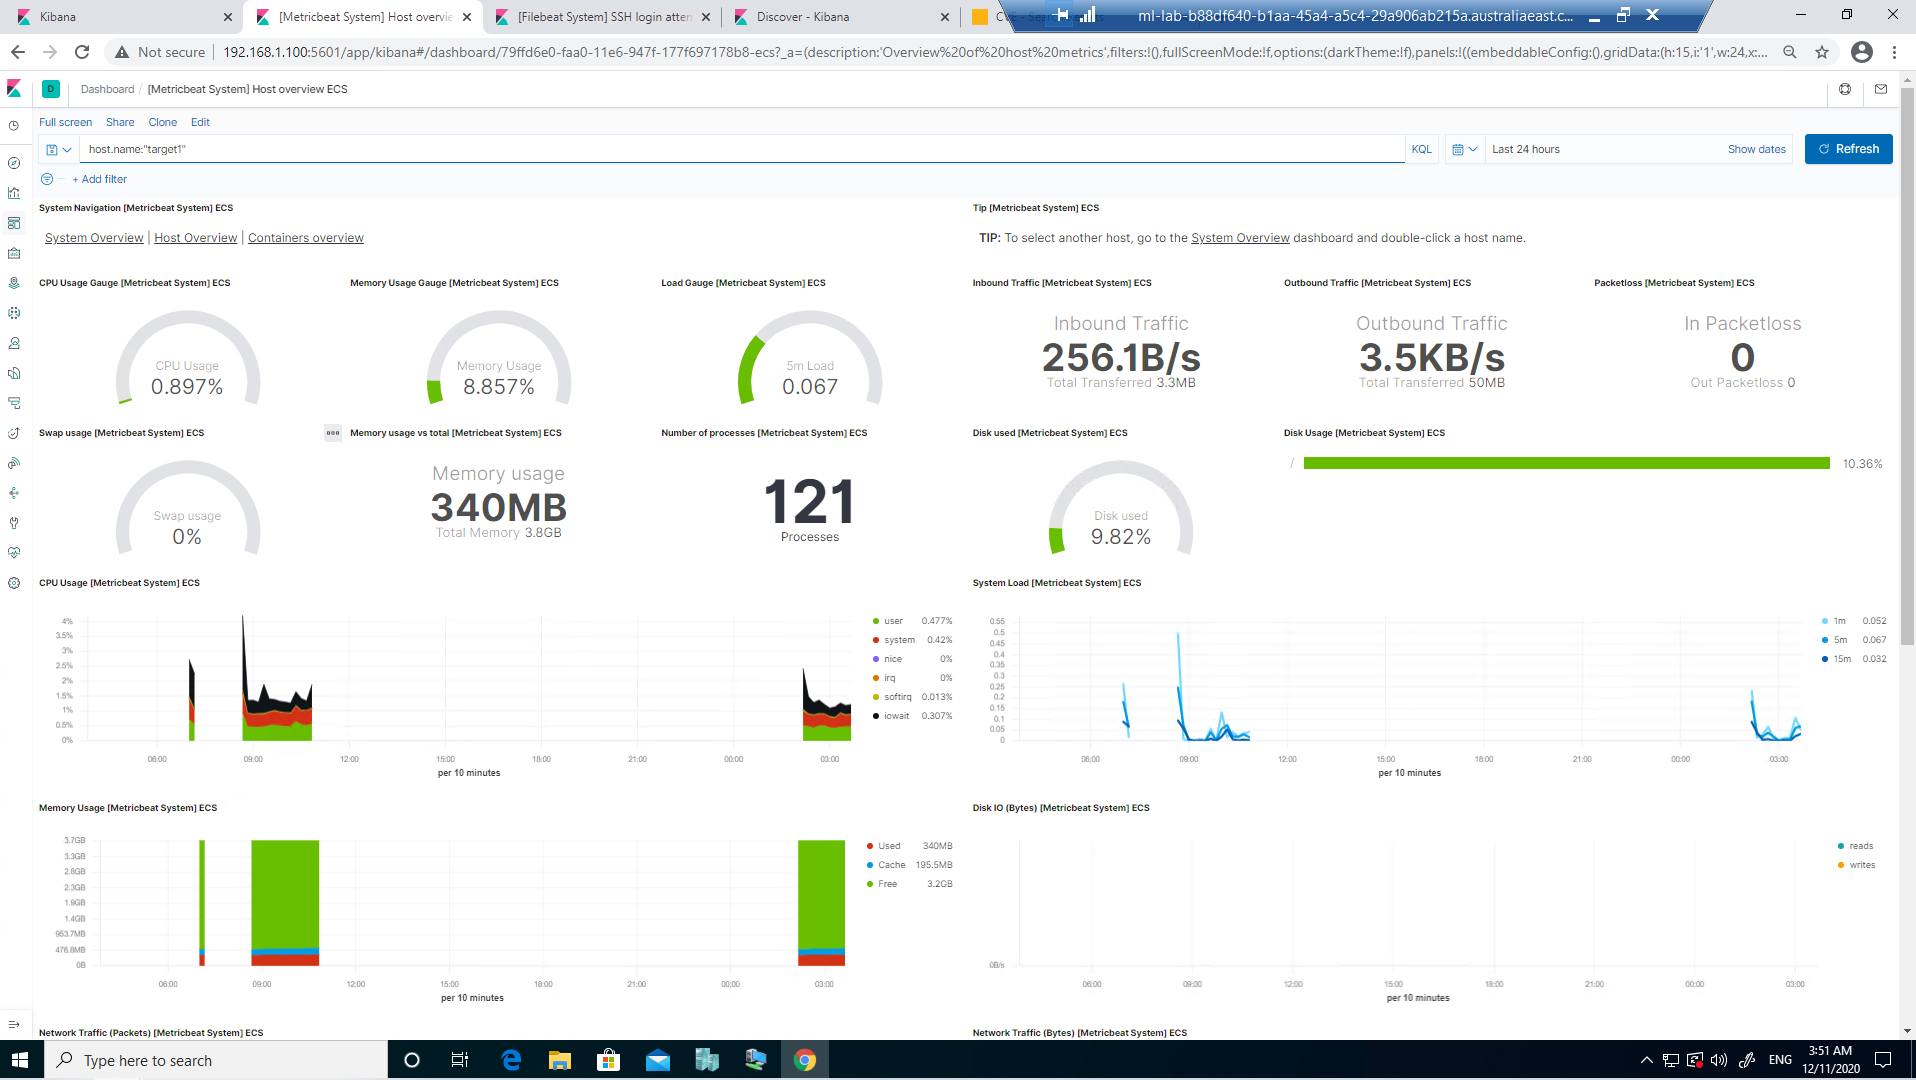 Kibana
[Metricbeat System] Host overvie
[Filebeat System] SSH login atten
Discover - Kibana
ml-lab-b88df640-b1aa-45a4-a5c4-29a906ab215a.australiaeast.c...
Not secure
192.168.1.100:5601/app/kibana#/dashboard/79ffd6e0-faa0-11e6-947f-177f697178b8-ecs?_a=(description:'Overview%20of%20host%20metrics',filters:!(),fullScreenMode:!f,options:(darkTheme:!f),panels:!((embeddableConfig:(),gridData:(h:15,i:'1',w:24,x:...
D
Dashboard / [Metricbeat System] Host overview ECS
Full screen Share Clone Edit
host.name:"target1"
KQL
Last 24 hours
Show dates
Refresh
+ Add filter
System Navigation [Metricbeat System] ECS
System Overview | Host Overview | Containers overview
Tip [Metricbeat System] ECS
TIP: To select another host, go to the System Overview dashboard and double-click a host name.
CPU Usage Gauge [Metricbeat System] ECS
CPU Usage
0.897%
Memory Usage Gauge [Metricbeat System] ECS
Memory Usage
8.857%
Load Gauge [Metricbeat System] ECS
5m Load
0.067
Inbound Traffic [Metricbeat System] ECS
Inbound Traffic
256.1B/s
Total Transferred 3.3MB
Outbound Traffic [Metricbeat System] ECS
Outbound Traffic
3.5KB/s
Total Transferred 50MB
Packetloss [Metricbeat System] ECS
In Packetloss
0
Out Packetloss 0
Swap usage [Metricbeat System] ECS
Swap usage
0%
Memory usage vs total [Metricbeat System] ECS
Memory usage
340MB
Total Memory 3.8GB
Number of processes [Metricbeat System] ECS
121
Processes
Disk used [Metricbeat System] ECS
Disk used
9.82%
Disk Usage [Metricbeat System] ECS
/
10.36%
CPU Usage [Metricbeat System] ECS
4%
3.5%
3%
2.5%
2%
1.5%
1%
0.5%
0%
06:00 09:00 12:00 15:00 18:00 21:00 00:00 03:00
per 10 minutes
user 0.477%
system 0.42%
nice 0%
irq 0%
softirq 0.013%
iowait 0.307%
System Load [Metricbeat System] ECS
0.55
0.5
0.45
0.4
0.35
0.3
0.25
0.2
0.15
0.1
0.05
0
06:00 09:00 12:00 15:00 18:00 21:00 00:00 03:00
per 10 minutes
1m 0.052
5m 0.067
15m 0.032
Memory Usage [Metricbeat System] ECS
3.7GB
3.3GB
2.8GB
2.3GB
1.9GB
1.4GB
953.7MB
476.8MB
0B
06:00 09:00 12:00 15:00 18:00 21:00 00:00 03:00
per 10 minutes
Used 340MB
Cache 195.5MB
Free 3.2GB
Disk IO (Bytes) [Metricbeat System] ECS
0B/s
06:00 09:00 12:00 15:00 18:00 21:00 00:00 03:00
per 10 minutes
reads
writes
Network Traffic (Packets) [Metricbeat System] ECS
Network Traffic (Bytes) [Metricbeat System] ECS
Type here to search
ENG
3:51 AM
12/11/2020